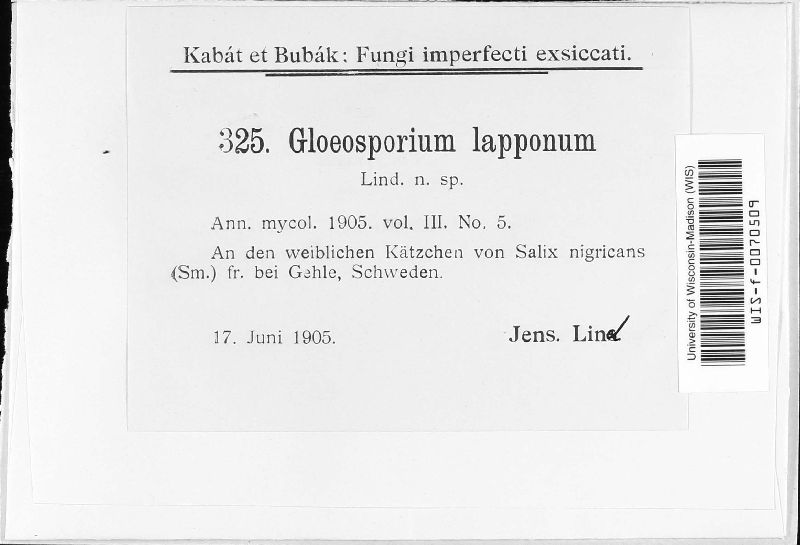 Kabát et Bubák: Fungi imperfecti exsiccati.
325. Gloeosporium lapponum
Lind. n. sp.
Ann. mycol. 1905. vol. III. No. 5.
An den weiblichen Kätzchen von Salix nigricans
(Sm.) fr. bei Gehle, Schweden.
17. Juni 1905.
Jens. Lind
University of Wisconsin-Madison (WIS)
WIS-f-0070509